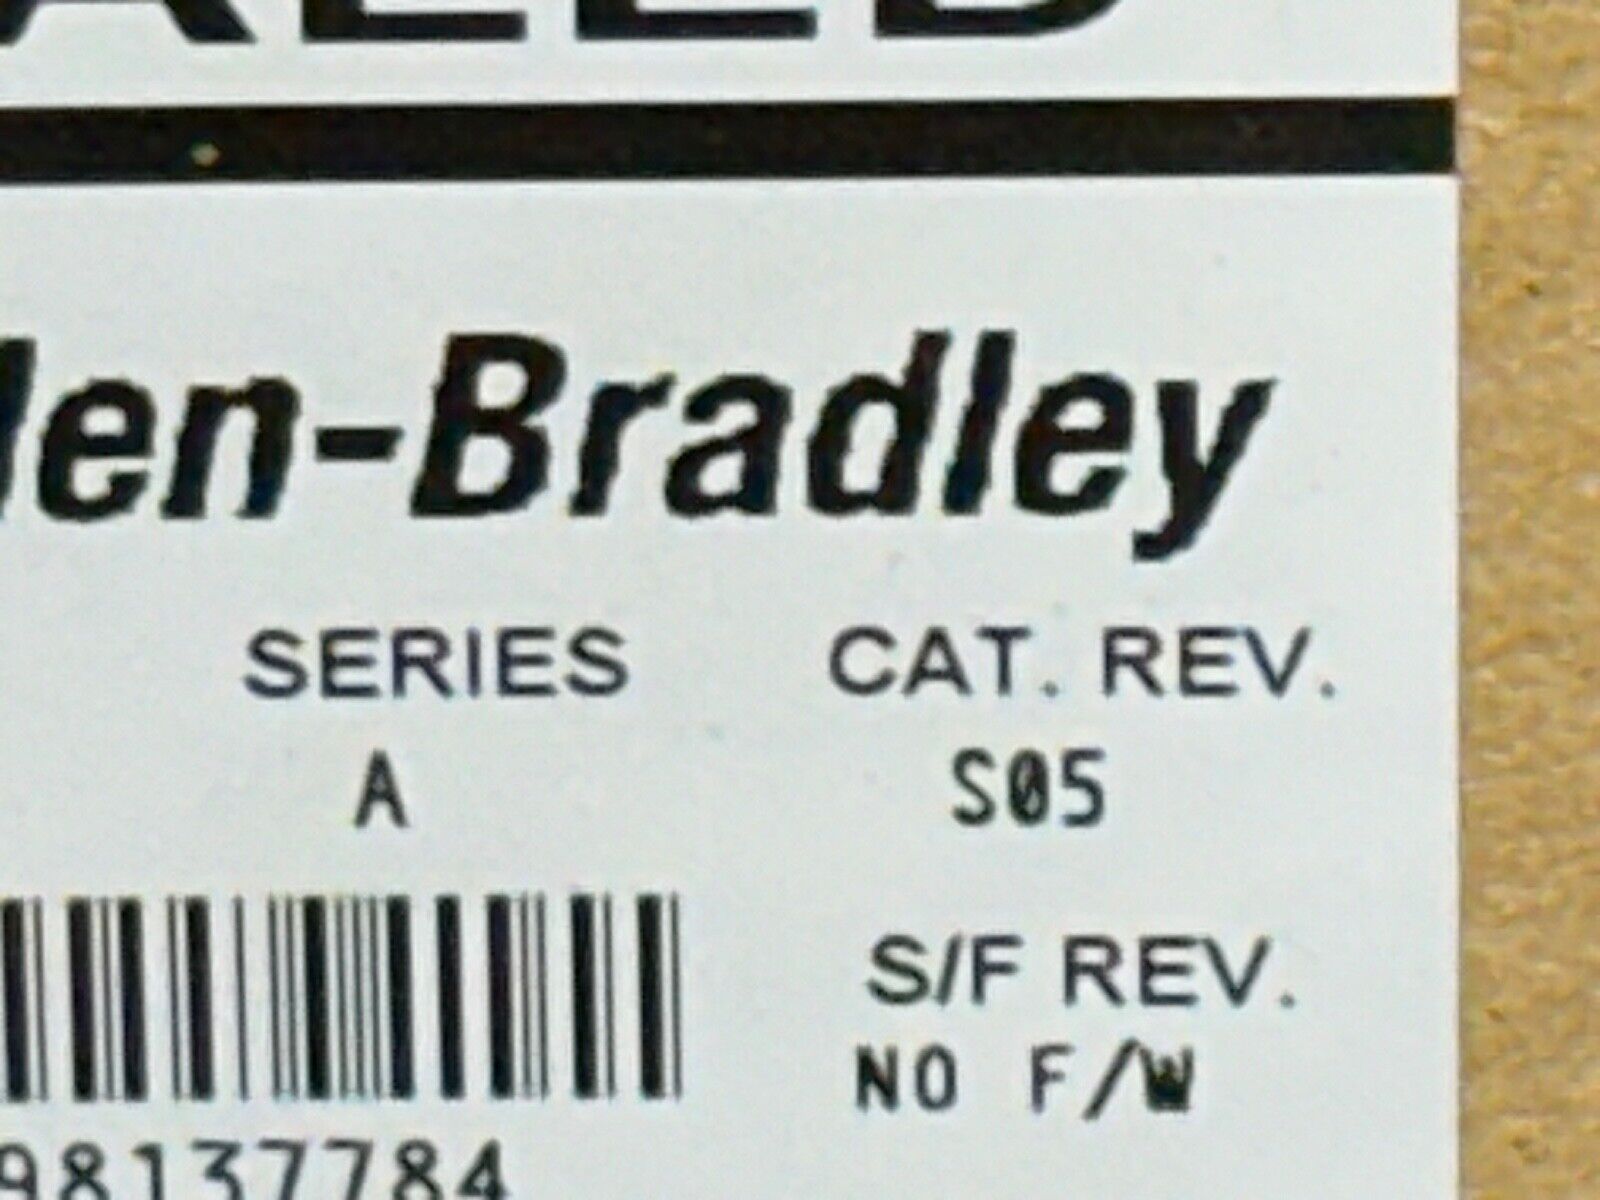 len-Bradley
SERIES CAT. REV.
A S05
S/F REV.
NO F/W
98137784